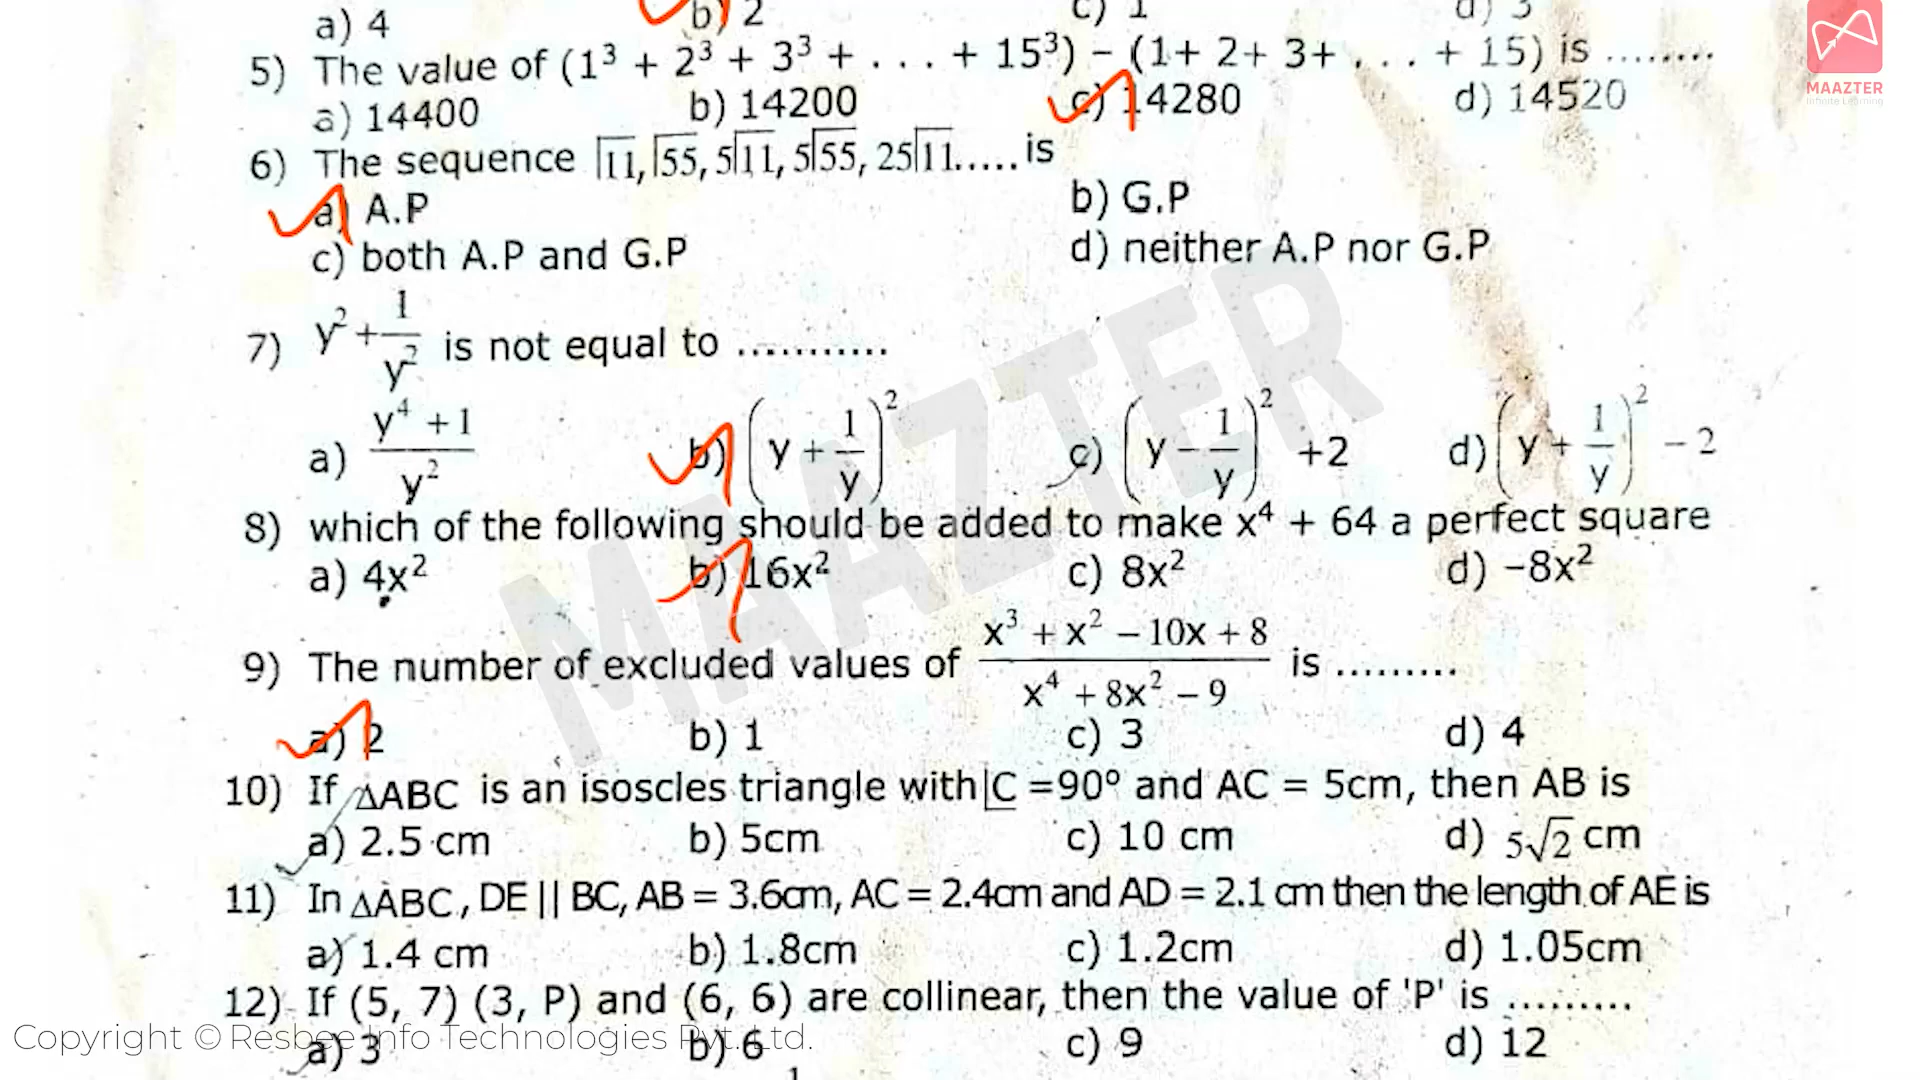 a) 4 b) 2 c) 1 d) 3
5) The value of (1³ + 2³ + 3³ + . . . + 15³) – (1+ 2+ 3+ . . . + 15) is .........
a) 14400 b) 14200 c) 14280 d) 14520
6) The sequence √11, √55, 5√11, 5√55, 25√11..... is
a) A.P b) G.P
c) both A.P and G.P d) neither A.P nor G.P
7) y² + 1/y² is not equal to ...........
a) (y⁴ + 1)/y² b) (y + 1/y)² c) (y – 1/y)² +2 d) (y + 1/y)² – 2
8) which of the following should be added to make x⁴ + 64 a perfect square
a) 4x² b) 16x² c) 8x² d) -8x²
9) The number of excluded values of (x³ + x² – 10x + 8)/(x⁴ + 8x² – 9) is .........
a) 2 b) 1 c) 3 d) 4
10) If △ABC is an isoscles triangle with ∠C =90° and AC = 5cm, then AB is
a) 2.5 cm b) 5cm c) 10 cm d) 5√2 cm
11) In △ABC, DE || BC, AB = 3.6cm, AC = 2.4cm and AD = 2.1 cm then the length of AE is
a) 1.4 cm b) 1.8cm c) 1.2cm d) 1.05cm
12) If (5, 7) (3, P) and (6, 6) are collinear, then the value of 'P' is .........
a) 3 b) 6 c) 9 d) 12
1
MAAZTER
Infinite Learning
MAAZTER
Copyright © Resbee Info Technologies Pvt. Ltd.